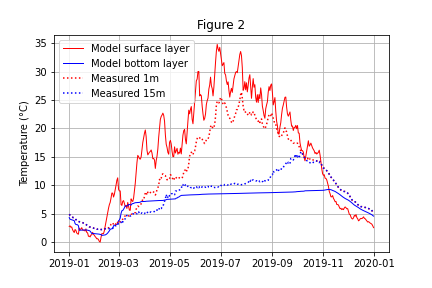 Figure 2
Temperature (°C)
35
30
25
20
15
10
5
0
Model surface layer
Model bottom layer
Measured 1m
Measured 15m
2019-01 2019-03 2019-05 2019-07 2019-09 2019-11 2020-01